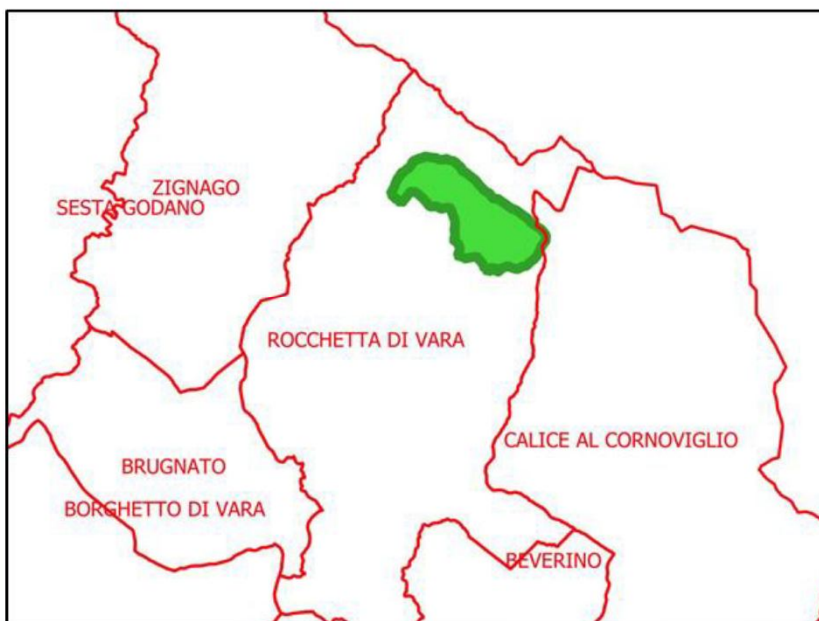 ZIGNAGO
SESTA GODANO
ROCCHETTA DI VARA
CALICE AL CORNOVIGLIO
BRUGNATO
BORGHETTO DI VARA
BEVERINO